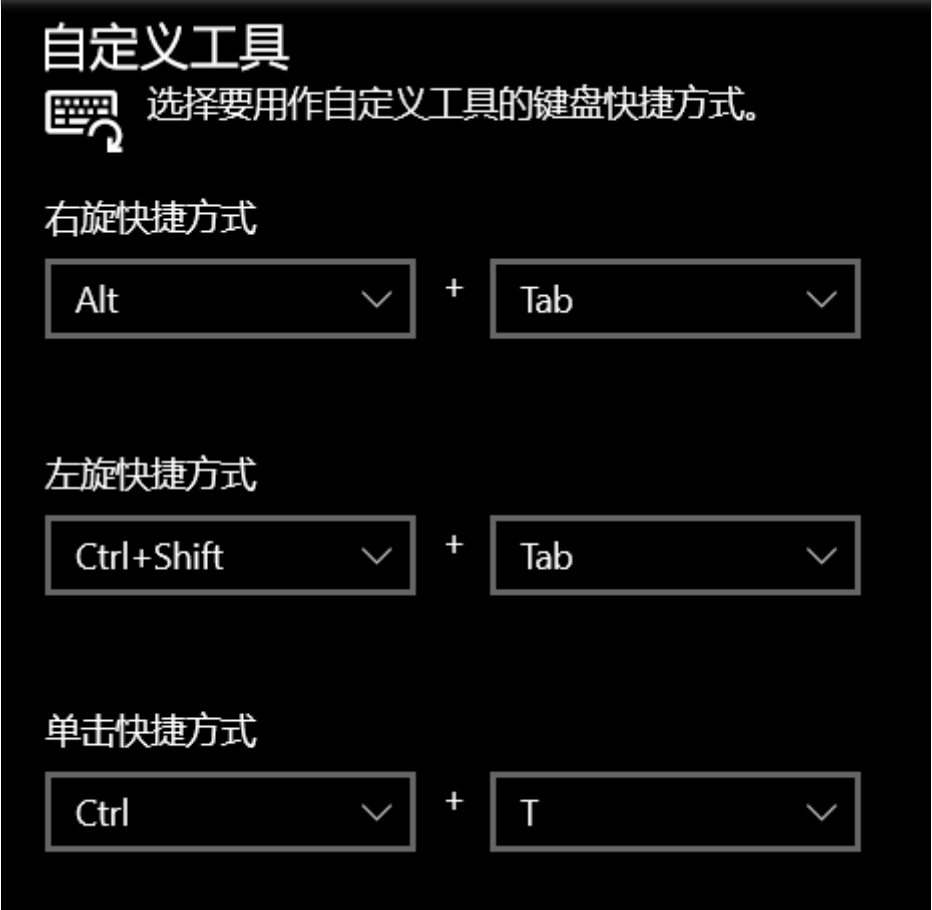 自定义工具
选择要用作自定义工具的键盘快捷方式。
右旋快捷方式
Alt + Tab
左旋快捷方式
Ctrl+Shift + Tab
单击快捷方式
Ctrl + T